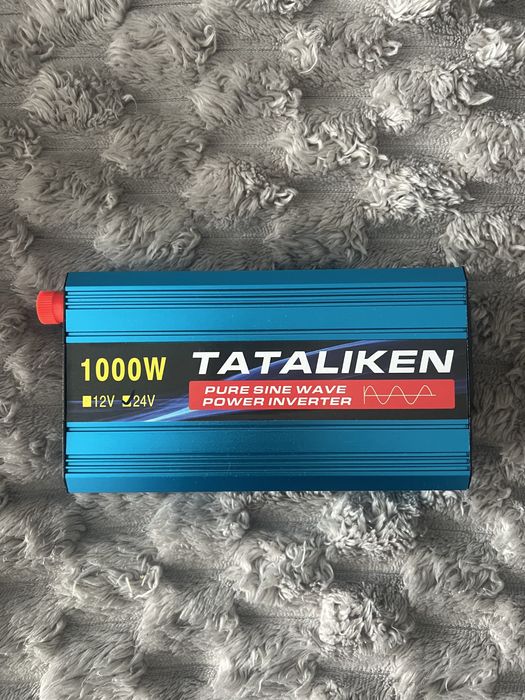 1000W
12V 24V
TATALIKEN
PURE SINE WAVE
POWER INVERTER